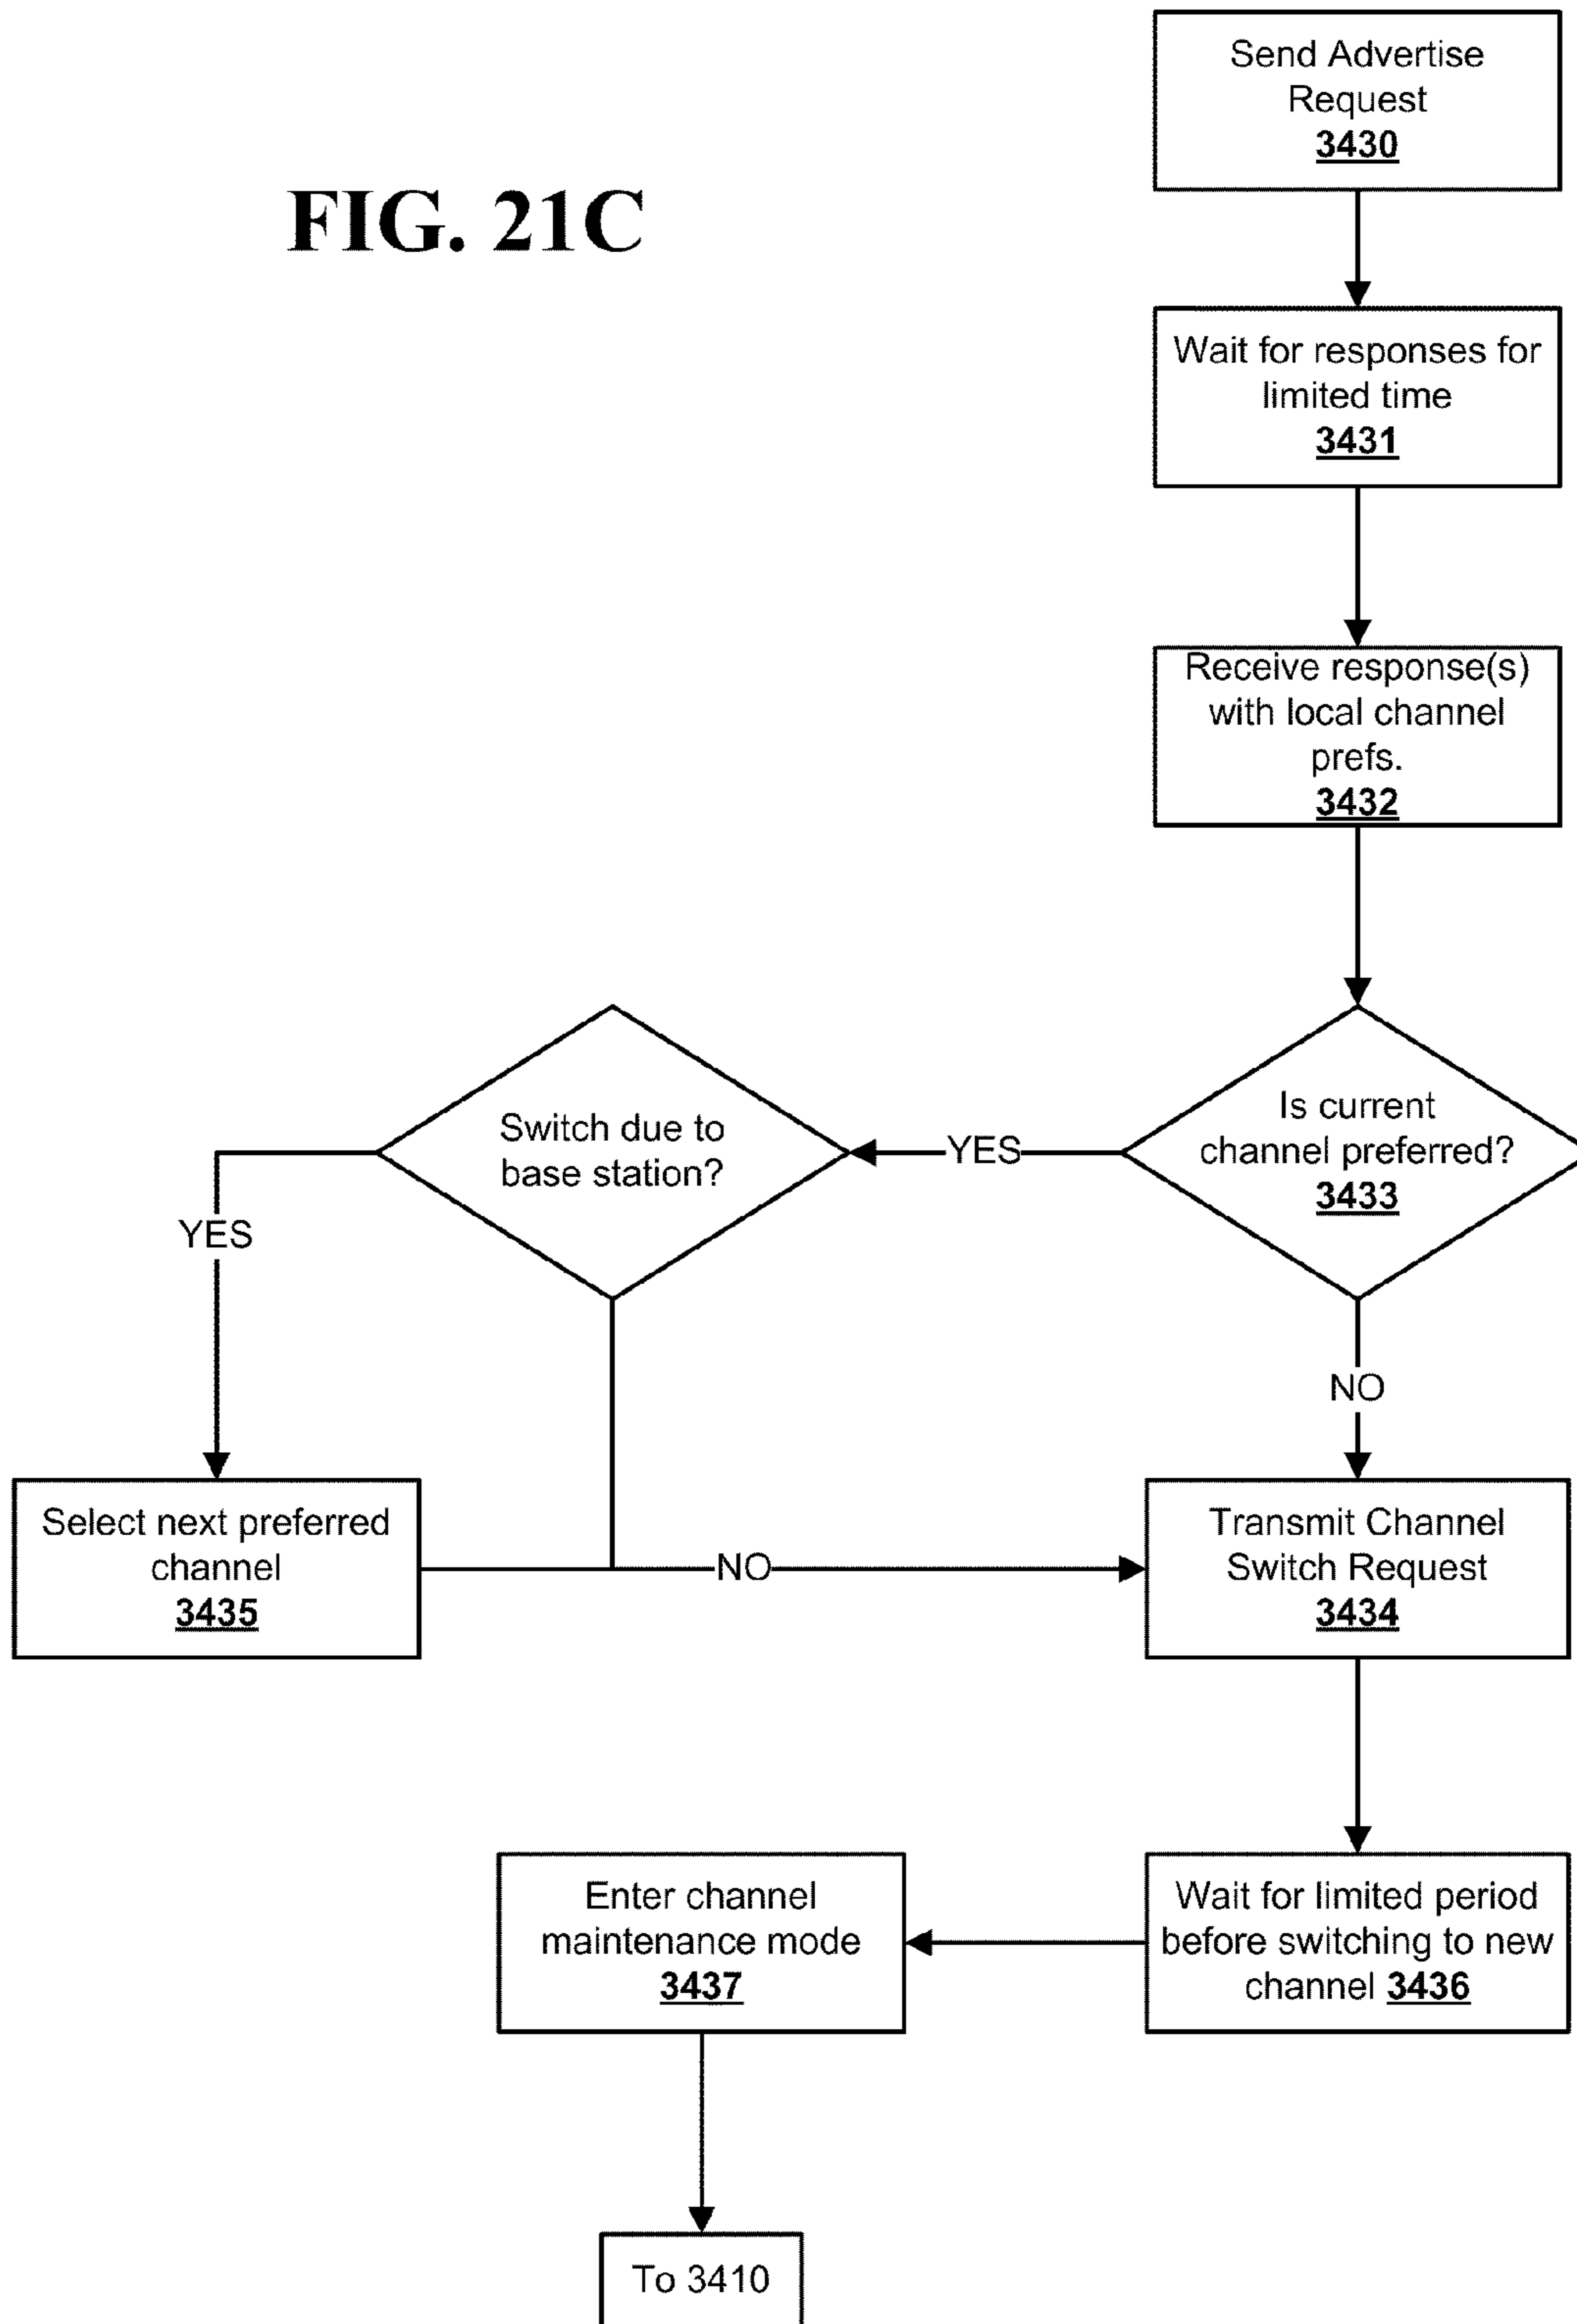 Send Advertise
Request
3430
FIG. 21C
Wait for responses for
limited time
3431
Receive response(s)
with local channel
prefs.
3432
Is current
channel preferred?
3433
YES
Switch due to
base station?
YES
NO
Select next preferred
channel
3435
NO
Transmit Channel
Switch Request
3434
Wait for limited period
before switching to new
channel 3436
Enter channel
maintenance mode
3437
To 3410